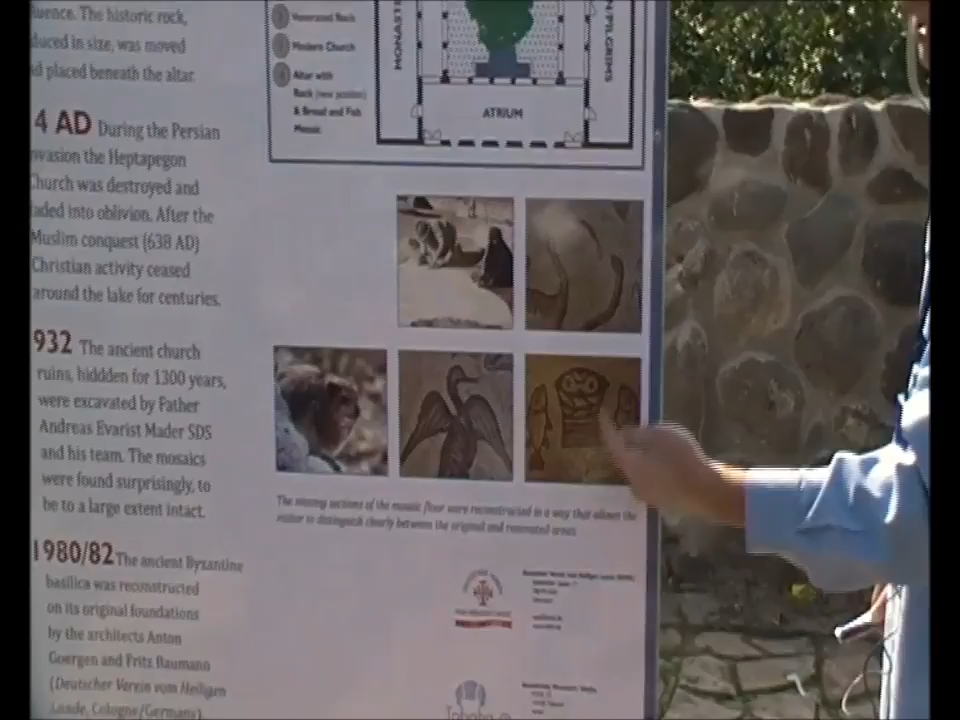 The historic rock,
in size, was moved
placed beneath the altar.
4 AD During the Persian
nvasion the Heptapegon
Church was destroyed and
aded into oblivion. After the
Muslim conquest (638 AD)
Christian activity ceased
around the lake for centuries.
932 The ancient church
ruins, hiddden for 1300 years,
were excavated by Father
Andreas Evarist Mader SDS
and his team. The mosaics
were found surprisingly, to
be to a large extent intact.
1980/82 The ancient Byzantine
basilica was reconstructed
on its original foundations
by the architects Anton
Goergen and Fritz Baumann
(Deutscher Verein vom Heiligen
Lande, Cologne/Germany)
Venerated Rock
Modern Church
Altar with
Rock (new position)
& Bread and Fish
Mosaic
MONASTE
N PILGRIMS
ATRIUM
The missing sections of the mosaic floor were reconstructed in a way that allows the
visitor to distinguish clearly between the original and renovated areas.
Tabgha